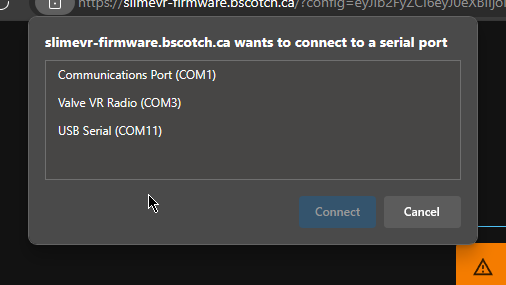 https://slimevr-firmware.bscotch.ca/?config=
slimevr-firmware.bscotch.ca wants to connect to a serial port
Communications Port (COM1)
Valve VR Radio (COM3)
USB Serial (COM11)
Connect
Cancel